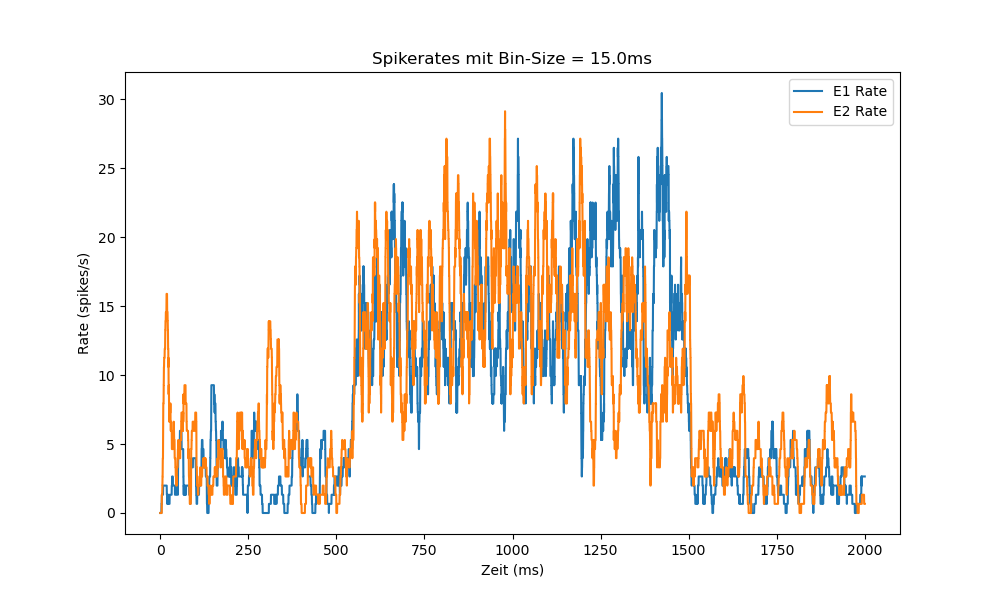 Spikerates mit Bin-Size = 15.0ms
E1 Rate
E2 Rate
30
25
20
15
10
5
0
Rate (spikes/s)
0 250 500 750 1000 1250 1500 1750 2000
Zeit (ms)